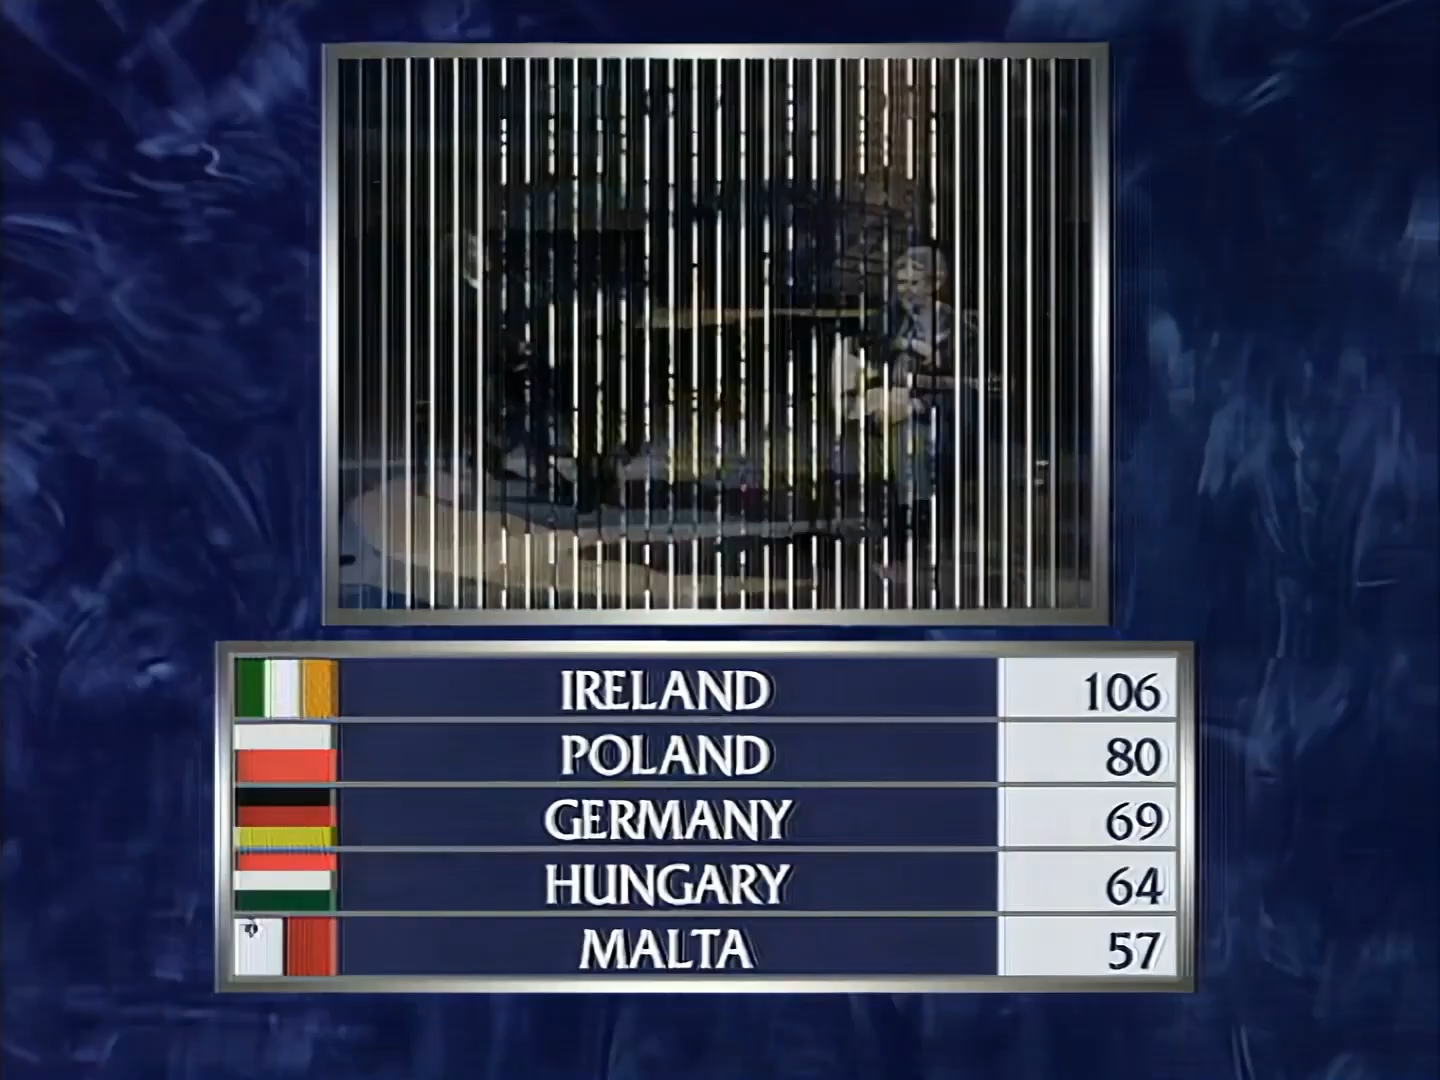 IRELAND 106
POLAND 80
GERMANY 69
HUNGARY 64
MALTA 57